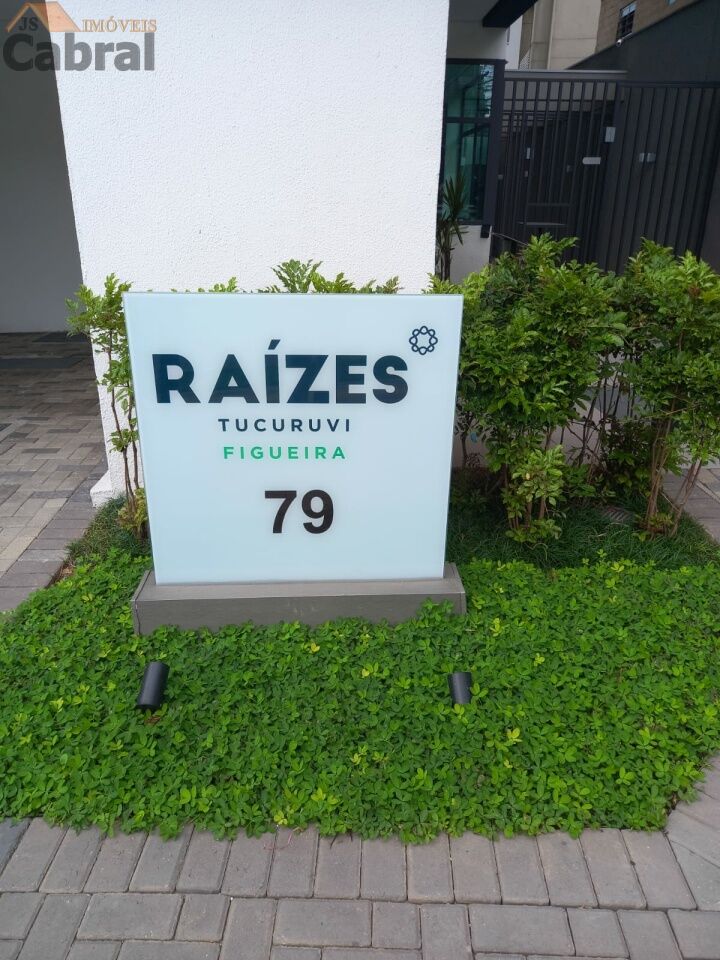 JS IMÓVEIS
Cabral
RAÍZES
TUCURUVI
FIGUEIRA
79